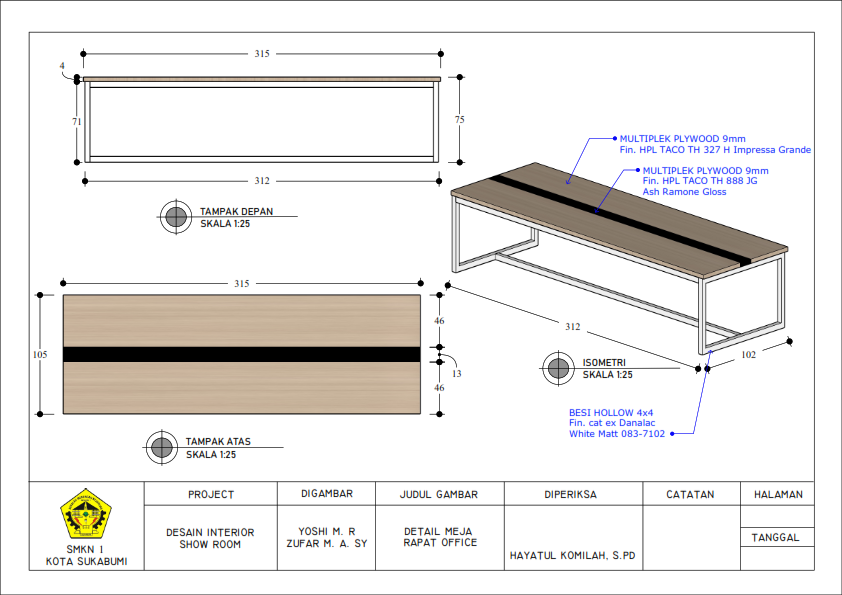 315
4
71
75
312
TAMPAK DEPAN
SKALA 1:25
MULTIPLEK PLYWOOD 9mm
Fin. HPL TACO TH 327 H Impressa Grande
MULTIPLEK PLYWOOD 9mm
Fin. HPL TACO TH 888 JG
Ash Ramone Gloss
315
105
46
13
46
TAMPAK ATAS
SKALA 1:25
312
102
ISOMETRI
SKALA 1:25
BESI HOLLOW 4x4
Fin. cat ex Danalac
White Matt 083-7102
SMKN 1
KOTA SUKABUMI
PROJECT
DESAIN INTERIOR
SHOW ROOM
DIGAMBAR
YOSHI M. R
ZUFAR M. A. SY
JUDUL GAMBAR
DETAIL MEJA
RAPAT OFFICE
DIPERIKSA
HAYATUL KOMILAH, S.PD
CATATAN
HALAMAN
TANGGAL